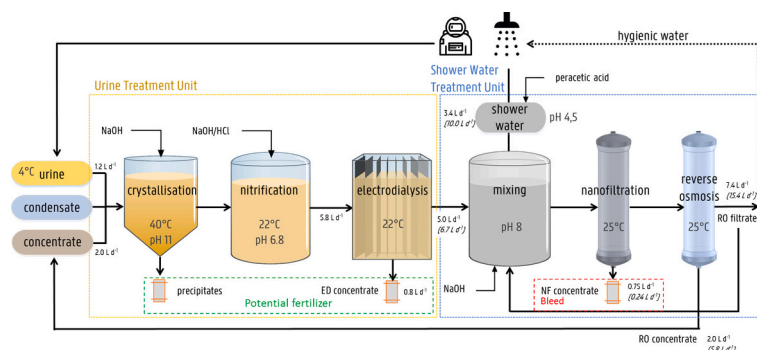 hygienic water
Urine Treatment Unit
Shower Water
Treatment Unit
peracetic acid
NaOH
NaOH/HCl
3.4 L d⁻¹
(10.0 L d⁻¹)
shower
water
pH 4,5
4°C urine
1.2 L d⁻¹
condensate
concentrate
2.0 L d⁻¹
crystallisation
40°C
pH 11
nitrification
22°C
pH 6.8
5.8 L d⁻¹
electrodialysis
22°C
5.0 L d⁻¹
(6.7 L d⁻¹)
mixing
pH 8
nanofiltration
25°C
reverse
osmosis
25°C
7.4 L d⁻¹
(15.4 L d⁻¹)
RO filtrate
precipitates
ED concentrate
0.8 L d⁻¹
Potential fertilizer
NaOH
NF concentrate
Bleed
0.75 L d⁻¹
(0.24 L d⁻¹)
RO concentrate
2.0 L d⁻¹
(5.8 L d⁻¹)